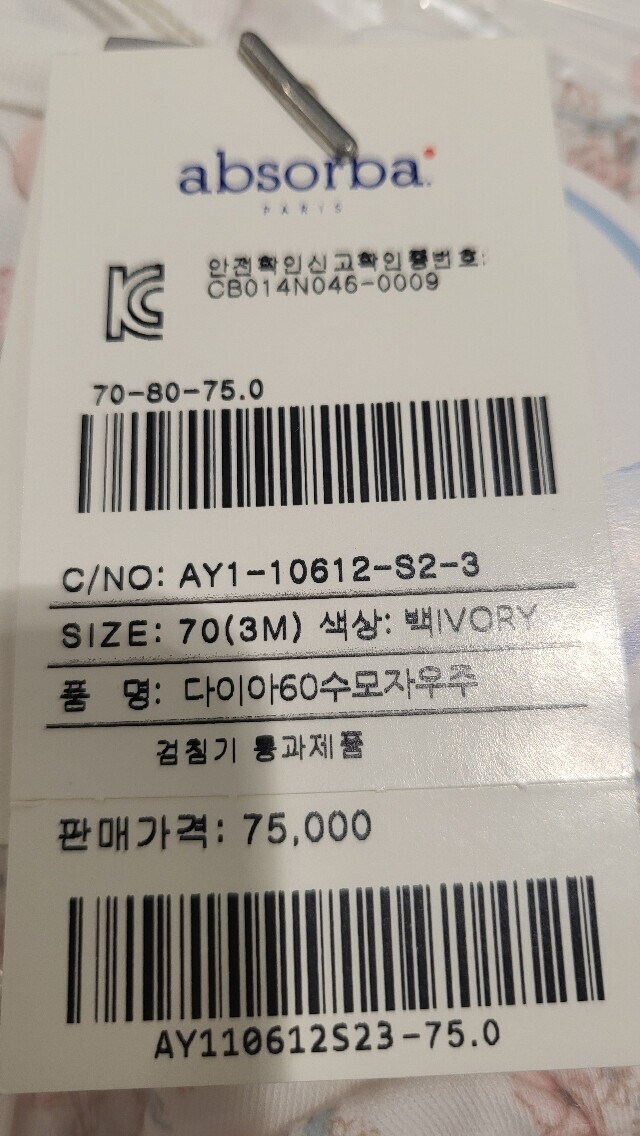 absorba
PARIS
안전확인신고확인증번호:
CB014N046-0009
70-80-75.0
C/NO: AY1-10612-S2-3
SIZE: 70(3M) 색상: 백IVORY
품 명: 다이아60수모자우주
검침기 통과제품
판매가격: 75,000
AY110612S23-75.0